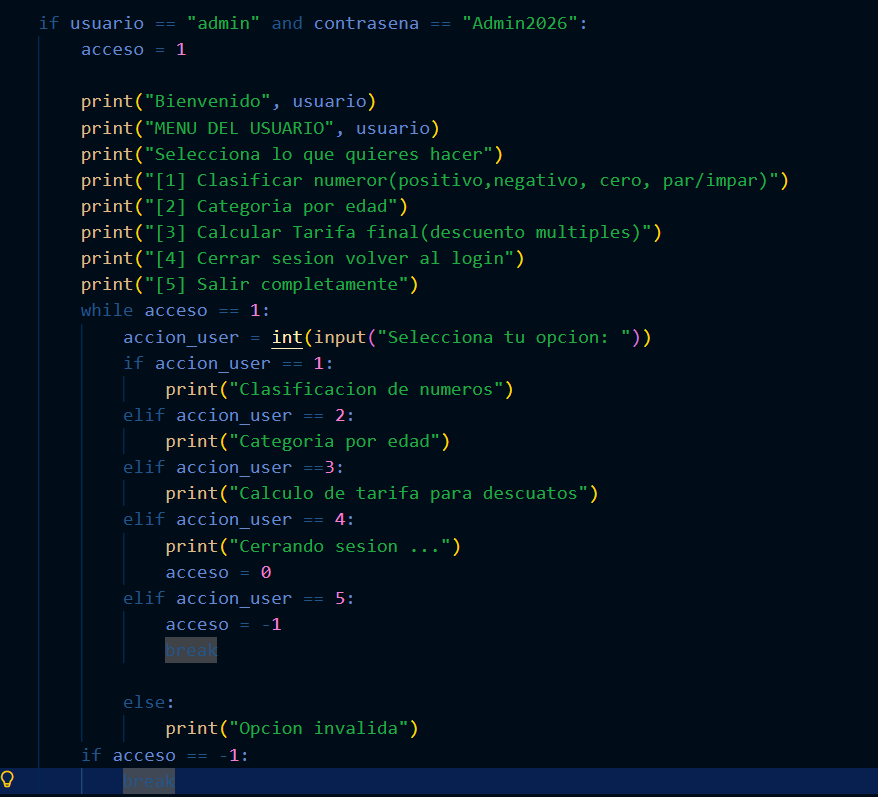 if usuario == "admin" and contrasena == "Admin2026":
    acceso = 1

    print("Bienvenido", usuario)
    print("MENU DEL USUARIO", usuario)
    print("Selecciona lo que quieres hacer")
    print("[1] Clasificar numeror(positivo,negativo, cero, par/impar)")
    print("[2] Categoria por edad")
    print("[3] Calcular Tarifa final(descuento multiples)")
    print("[4] Cerrar sesion volver al login")
    print("[5] Salir completamente")
    while acceso == 1:
        accion_user = int(input("Selecciona tu opcion: "))
        if accion_user == 1:
            print("Clasificacion de numeros")
        elif accion_user == 2:
            print("Categoria por edad")
        elif accion_user ==3:
            print("Calculo de tarifa para descuatos")
        elif accion_user == 4:
            print("Cerrando sesion ...")
            acceso = 0
        elif accion_user == 5:
            acceso = -1
            break

        else:
            print("Opcion invalida")
    if acceso == -1:
        break